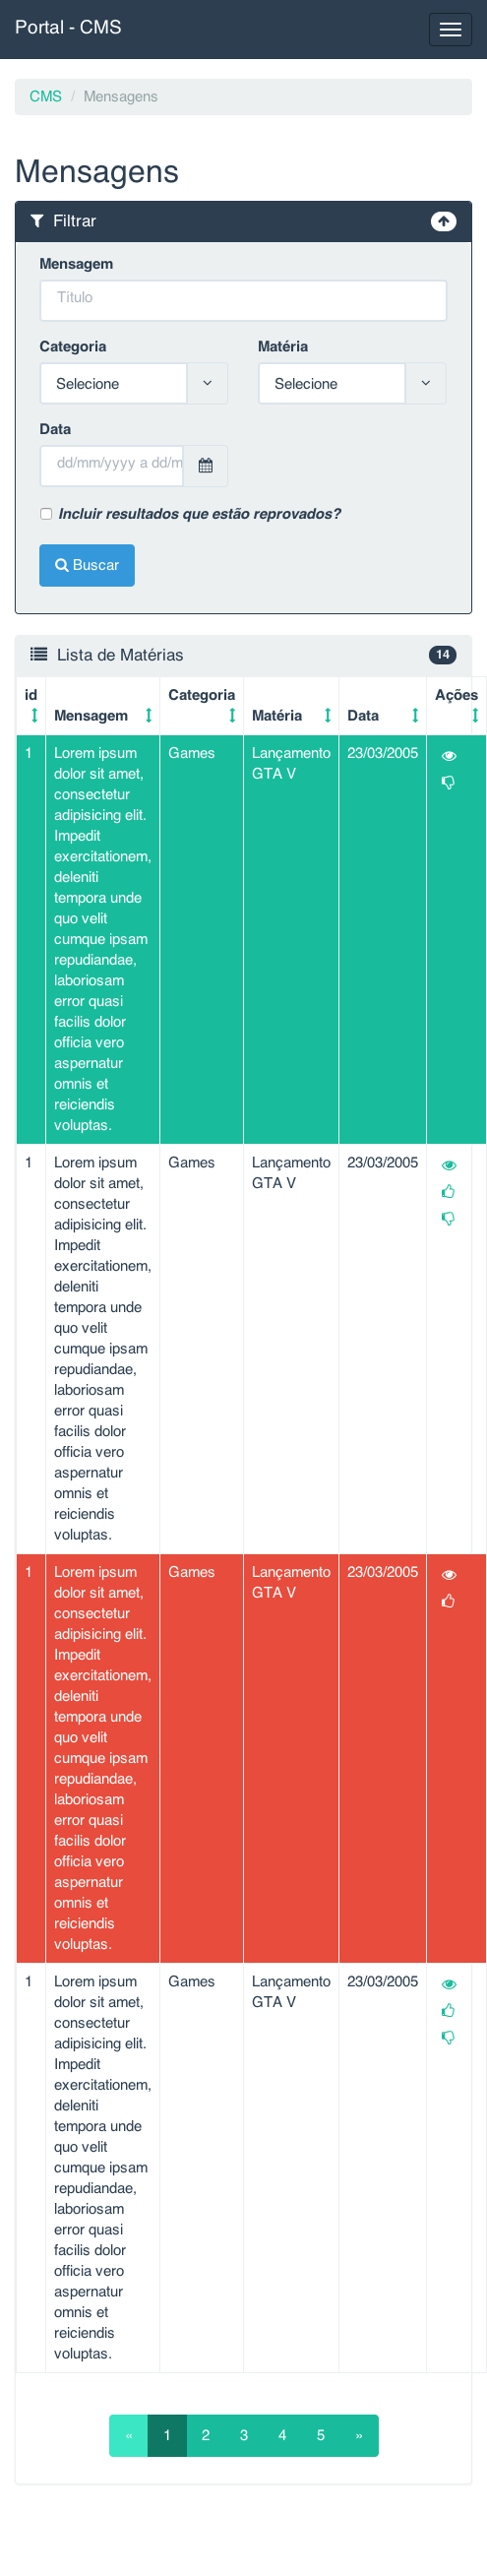 Portal - CMS
CMS / Mensagens
Mensagens
Filtrar
Mensagem
Titulo
Categoria
Matéria
Selecione
Selecione
Data
dd/mm/yyyy a dd/m
Incluir resultados que estão reprovados?
Buscar
Lista de Matérias 14
id Mensagem Categoria Matéria Data Ações
1 Lorem ipsum Games Lançamento 23/03/2005
dolor sit amet, GTA V
consectetur
adipisicing elit.
Impedit
exercitationem,
deleniti
tempora unde
quo velit
cumque ipsam
repudiandae,
laboriosam
error quasi
facilis dolor
officia vero
aspernatur
omnis et
reiciendis
voluptas.
1 Lorem ipsum Games Lançamento 23/03/2005
dolor sit amet, GTA V
consectetur
adipisicing elit.
Impedit
exercitationem,
deleniti
tempora unde
quo velit
cumque ipsam
repudiandae,
laboriosam
error quasi
facilis dolor
officia vero
aspernatur
omnis et
reiciendis
voluptas.
1 Lorem ipsum Games Lançamento 23/03/2005
dolor sit amet, GTA V
consectetur
adipisicing elit.
Impedit
exercitationem,
deleniti
tempora unde
quo velit
cumque ipsam
repudiandae,
laboriosam
error quasi
facilis dolor
officia vero
aspernatur
omnis et
reiciendis
voluptas.
1 Lorem ipsum Games Lançamento 23/03/2005
dolor sit amet, GTA V
consectetur
adipisicing elit.
Impedit
exercitationem,
deleniti
tempora unde
quo velit
cumque ipsam
repudiandae,
laboriosam
error quasi
facilis dolor
officia vero
aspernatur
omnis et
reiciendis
voluptas.
« 1 2 3 4 5 »